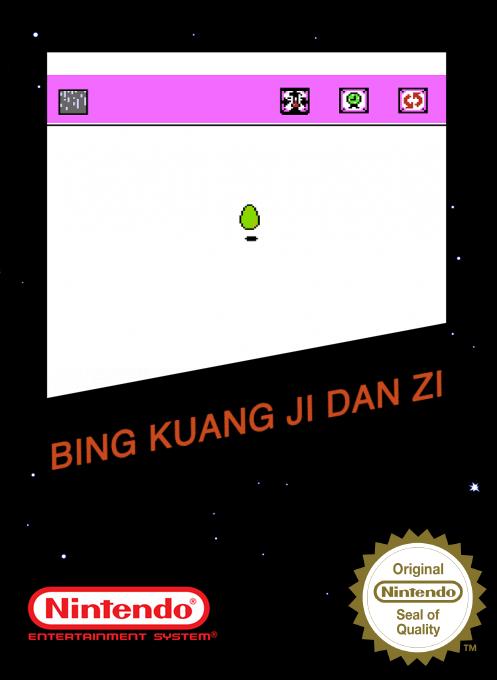 BING KUANG JI DAN ZI
Nintendo®
ENTERTAINMENT SYSTEM®
Original
Nintendo
Seal of
Quality
TM